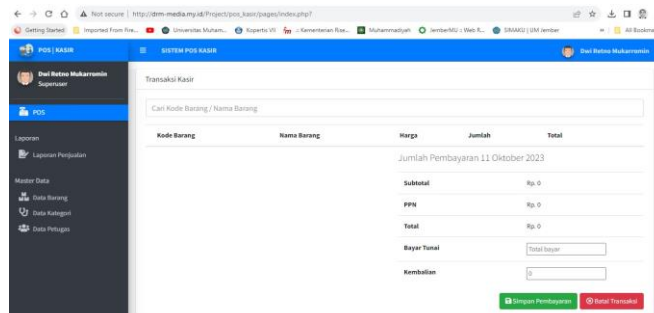 Not secure | http://drm-media.my.id/Project/pos_kasir/pages/index.php?
Getting Started Imported From Fire... Universitas Muham... Kopertis VII :: Kementerian Rise... Muhammadiyah JemberMU :: Web R... SIMAKU | UM Jember All Bookma
POS | KASIR
SISTEM POS KASIR
Dwi Retno Mukarromin
Dwi Retno Mukarromin
Superuser
POS
Laporan
Laporan Penjualan
Master Data
Data Barang
Data Kategori
Data Petugas
Transaksi Kasir
Cari Kode Barang / Nama Barang
Kode Barang Nama Barang Harga Jumlah Total
Jumlah Pembayaran 11 Oktober 2023
Subtotal Rp. 0
PPN Rp. 0
Total Rp. 0
Bayar Tunai Total bayar
Kembalian 0
Simpan Pembayaran Batal Transaksi